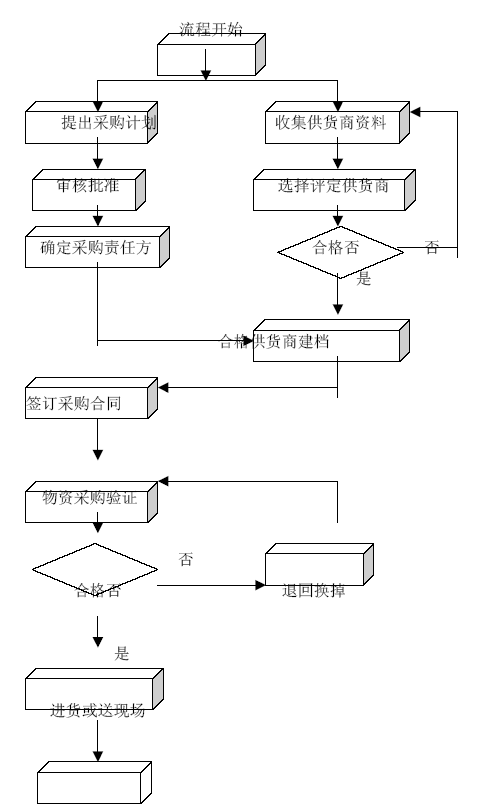 流程开始
提出采购计划
收集供货商资料
审核批准
选择评定供货商
确定采购责任方
合格否
否
是
合格供货商建档
签订采购合同
物资采购验证
否
合格否
退回换掉
是
进货或送现场